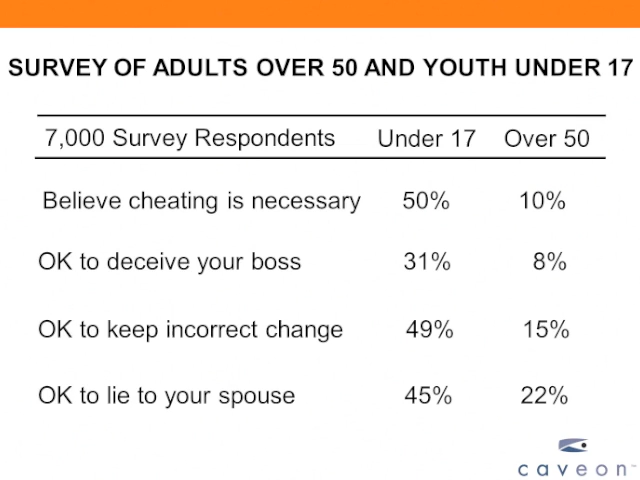 SURVEY OF ADULTS OVER 50 AND YOUTH UNDER 17
7,000 Survey Respondents Under 17 Over 50
Believe cheating is necessary 50% 10%
OK to deceive your boss 31% 8%
OK to keep incorrect change 49% 15%
OK to lie to your spouse 45% 22%
caveon™